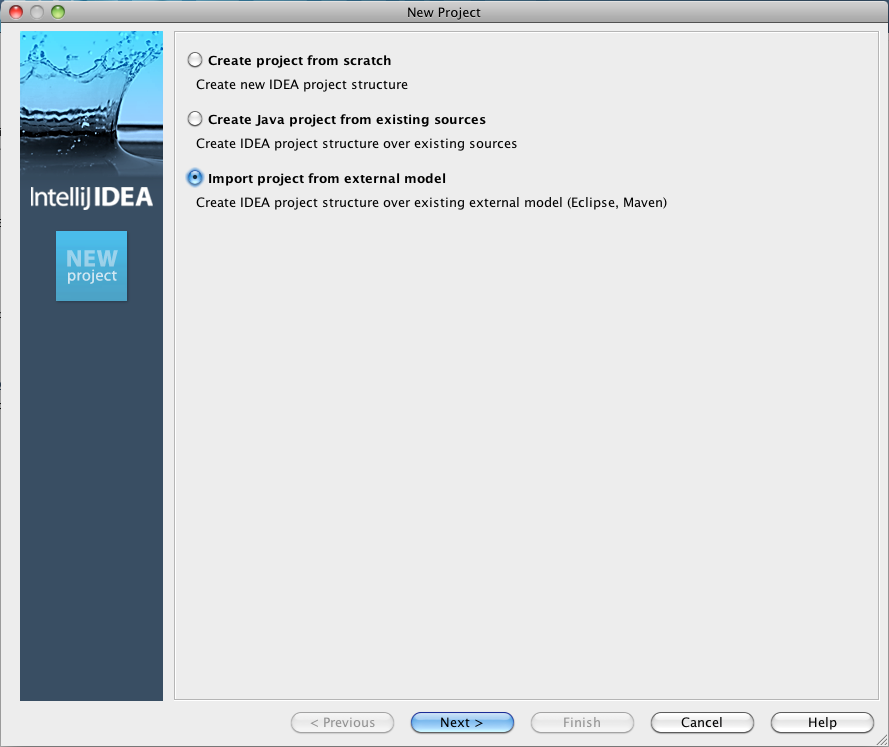 New Project
IntelliJ IDEA
NEW
project
Create project from scratch
Create new IDEA project structure
Create Java project from existing sources
Create IDEA project structure over existing sources
Import project from external model
Create IDEA project structure over existing external model (Eclipse, Maven)
< Previous
Next >
Finish
Cancel
Help